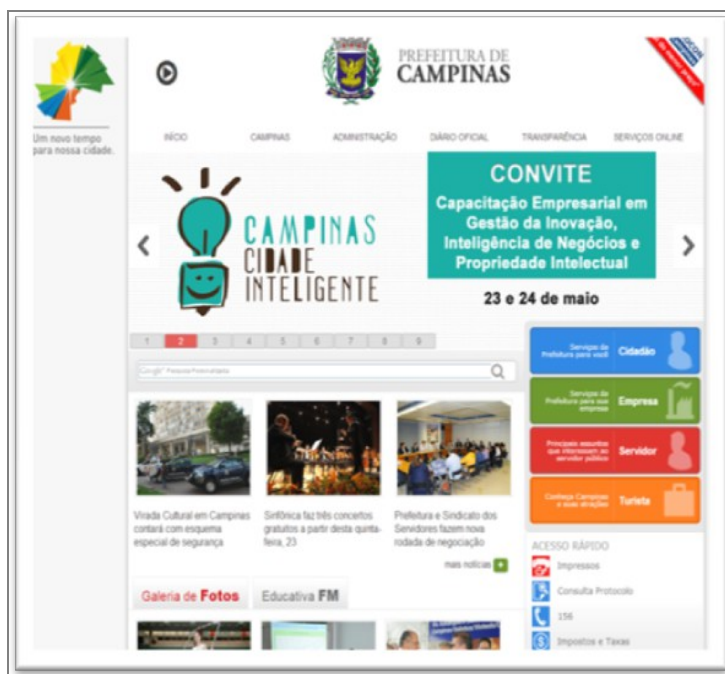 PREFEITURA DE
CAMPINAS
Um novo tempo
para nossa cidade.
INÍCIO CAMPINAS ADMINISTRAÇÃO DIÁRIO OFICIAL TRANSPARÊNCIA SERVIÇOS ONLINE
CAMPINAS
CIDADE
INTELIGENTE
CONVITE
Capacitação Empresarial em
Gestão da Inovação,
Inteligência de Negócios e
Propriedade Intelectual
23 e 24 de maio
1 2 3 4 5 6 7 8 9
Google
Serviços da
Prefeitura para você
Cidadão
Serviços da
Prefeitura para sua
empresa
Empresa
Principais assuntos
que interessam ao
servidor público
Servidor
Conheça Campinas
e suas atrações
Turista
Virada Cultural em Campinas
contará com esquema
especial de segurança
Sinfônica faz três concertos
gratuitos a partir desta quinta-
feira, 23
Prefeitura e Sindicato dos
Servidores fazem nova
rodada de negociação
mais notícias
Galeria de Fotos Educativa FM
ACESSO RÁPIDO
Impressos
Consulta Protocolo
156
Impostos e Taxas